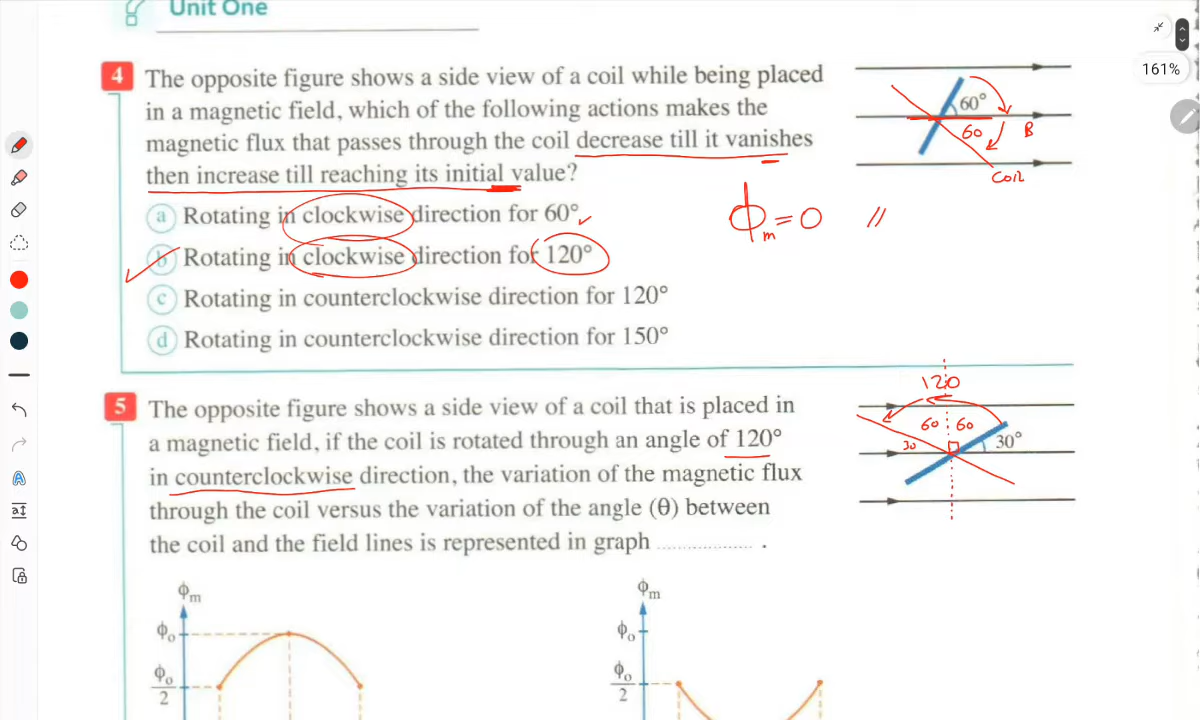 Unit One
161%
4 The opposite figure shows a side view of a coil while being placed
in a magnetic field, which of the following actions makes the
magnetic flux that passes through the coil decrease till it vanishes
then increase till reaching its initial value?
60°
60
B
COIL
a Rotating in clockwise direction for 60°
ϕm = 0 //
b Rotating in clockwise direction for 120°
c Rotating in counterclockwise direction for 120°
d Rotating in counterclockwise direction for 150°
5 The opposite figure shows a side view of a coil that is placed in
a magnetic field, if the coil is rotated through an angle of 120°
in counterclockwise direction, the variation of the magnetic flux
through the coil versus the variation of the angle (θ) between
the coil and the field lines is represented in graph .............. .
120
60 60
30 30°
ϕm
ϕo
ϕo/2
ϕm
ϕo
ϕo/2